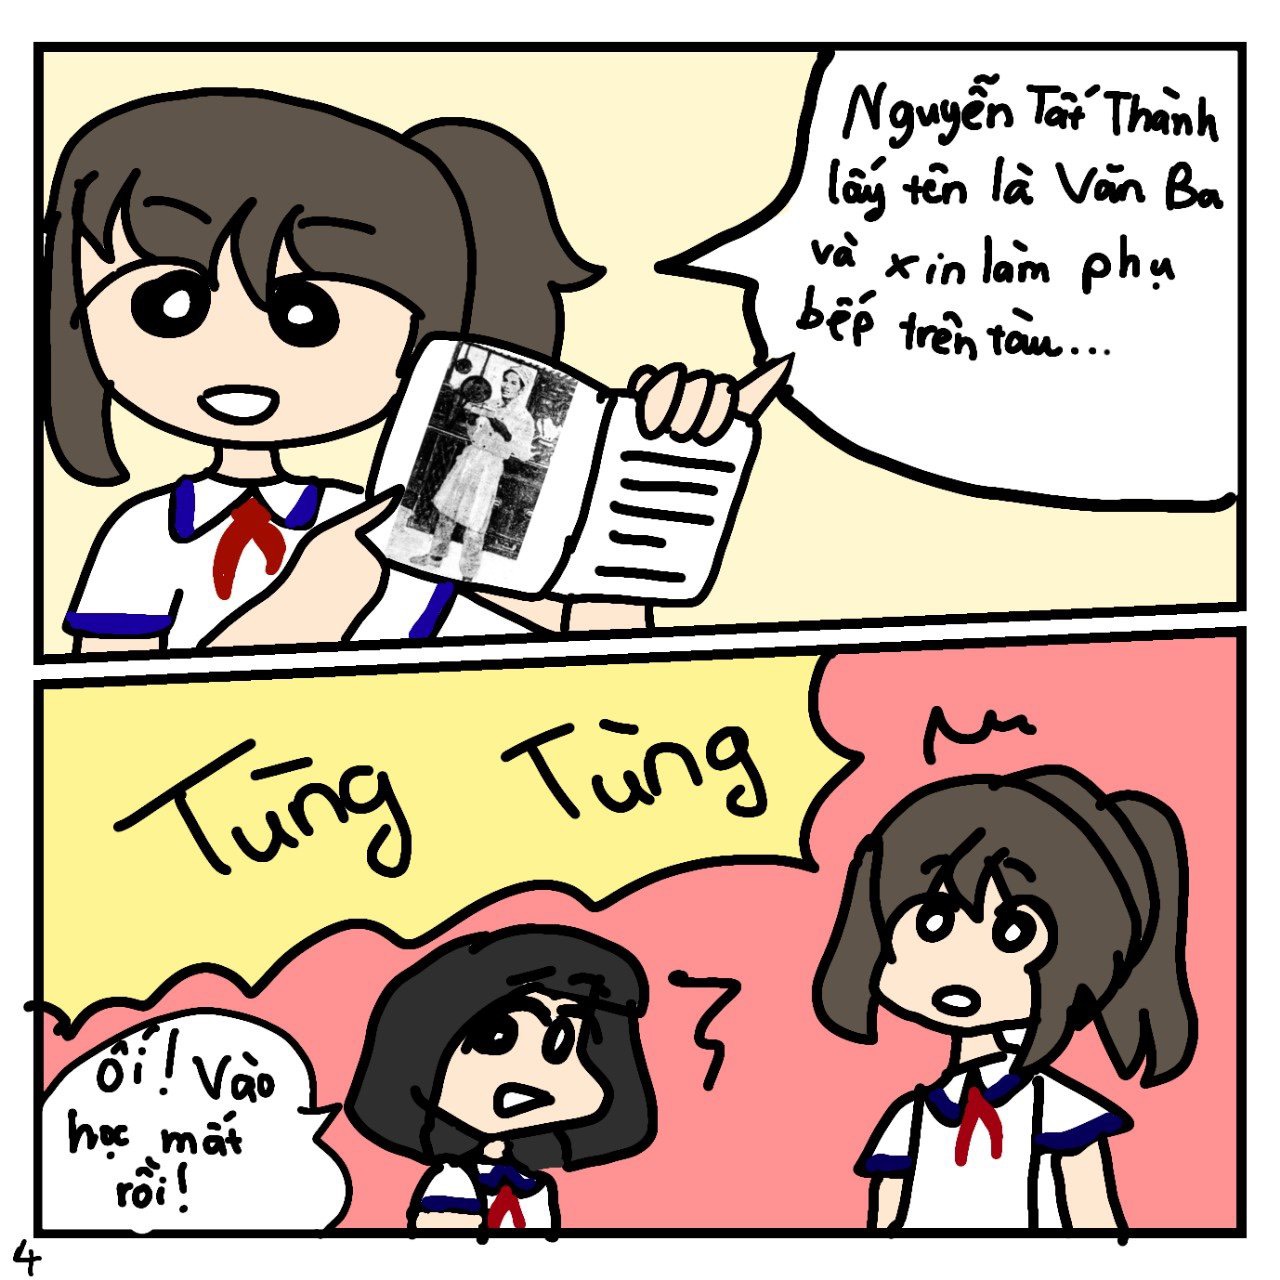 Nguyễn Tất Thành
lấy tên là Văn Ba
và xin làm phụ
bếp trên tàu...
Tùng Tùng
ối! Vào
học mất
rồi!
4